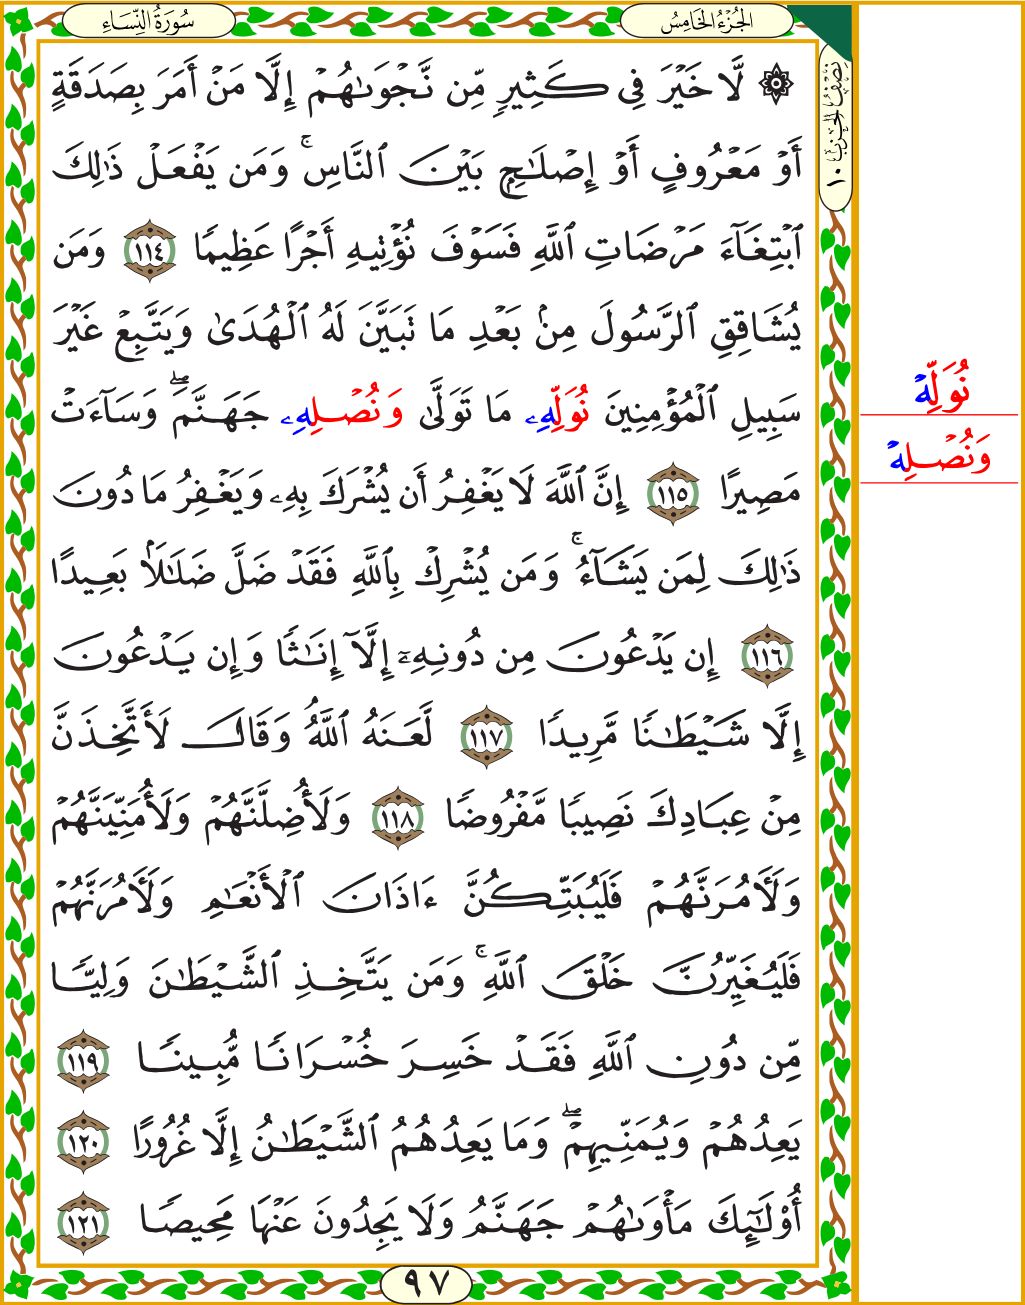 سُورَةُ النِّسَاءِ
الجُزْءُ الخَامِسُ
نِصْفُ الحِزْبِ ١٠
۞ لَّا خَيْرَ فِي كَثِيرٍ مِّن نَّجْوَىٰهُمْ إِلَّا مَنْ أَمَرَ بِصَدَقَةٍ
أَوْ مَعْرُوفٍ أَوْ إِصْلَـٰحٍۭ بَيْنَ ٱلنَّاسِ ۚ وَمَن يَفْعَلْ ذَٰلِكَ
ٱبْتِغَآءَ مَرْضَاتِ ٱللَّهِ فَسَوْفَ نُؤْتِيهِ أَجْرًا عَظِيمًا ١١٤ وَمَن
يُشَاقِقِ ٱلرَّسُولَ مِنۢ بَعْدِ مَا تَبَيَّنَ لَهُ ٱلْهُدَىٰ وَيَتَّبِعْ غَيْرَ
سَبِيلِ ٱلْمُؤْمِنِينَ نُوَلِّهِۦ مَا تَوَلَّىٰ وَنُصْلِهِۦ جَهَنَّمَ ۖ وَسَآءَتْ
مَصِيرًا ١١٥ إِنَّ ٱللَّهَ لَا يَغْفِرُ أَن يُشْرَكَ بِهِۦ وَيَغْفِرُ مَا دُونَ
ذَٰلِكَ لِمَن يَشَآءُ ۚ وَمَن يُشْرِكْ بِٱللَّهِ فَقَدْ ضَلَّ ضَلَـٰلًۢا بَعِيدًا
١١٦ إِن يَدْعُونَ مِن دُونِهِۦٓ إِلَّآ إِنَـٰثًا وَإِن يَدْعُونَ
إِلَّا شَيْطَـٰنًا مَّرِيدًا ١١٧ لَّعَنَهُ ٱللَّهُ ۘ وَقَالَ لَأَتَّخِذَنَّ
مِنْ عِبَادِكَ نَصِيبًا مَّفْرُوضًا ١١٨ وَلَأُضِلَّنَّهُمْ وَلَأُمَنِّيَنَّهُمْ
وَلَـَٔامُرَنَّهُمْ فَلَيُبَتِّكُنَّ ءَاذَانَ ٱلْأَنْعَـٰمِ وَلَـَٔامُرَنَّهُمْ
فَلَيُغَيِّرُنَّ خَلْقَ ٱللَّهِ ۚ وَمَن يَتَّخِذِ ٱلشَّيْطَـٰنَ وَلِيًّا
مِّن دُونِ ٱللَّهِ فَقَدْ خَسِرَ خُسْرَانًا مُّبِينًا ١١٩
يَعِدُهُمْ وَيُمَنِّيهِمْ ۖ وَمَا يَعِدُهُمُ ٱلشَّيْطَـٰنُ إِلَّا غُرُورًا ١٢٠
أُو۟لَـٰٓئِكَ مَأْوَىٰهُمْ جَهَنَّمُ وَلَا يَجِدُونَ عَنْهَا مَحِيصًا ١٢١
٩٧
نُوَلِّهْ
وَنُصْلِهْ